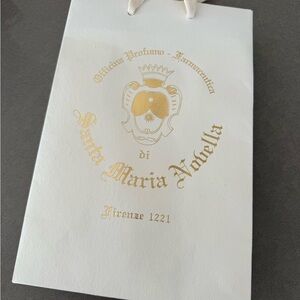 Officina Profumo - Farmaceutica
di
Santa Maria Novella
Firenze 1221